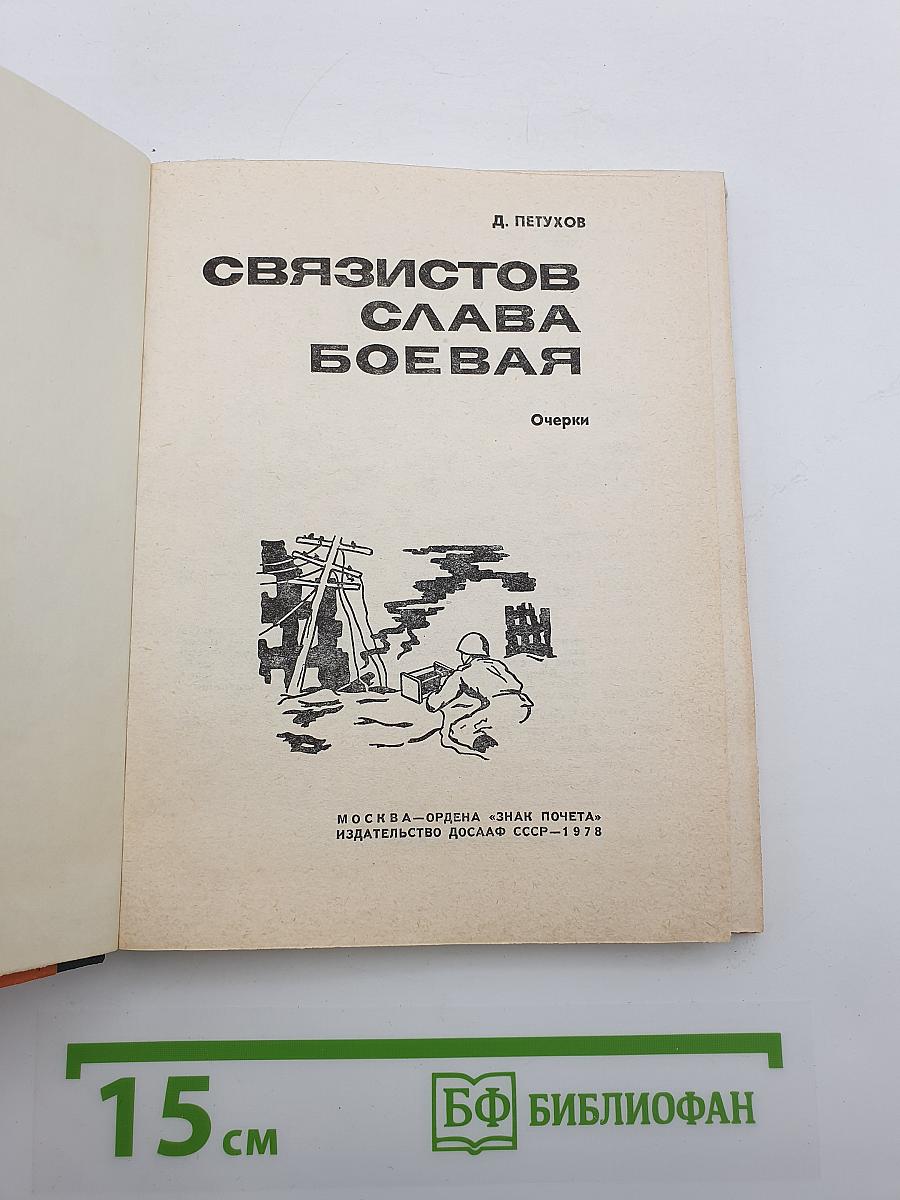 Д. ПЕТУХОВ
СВЯЗИСТОВ
СЛАВА
БОЕВАЯ
Очерки
МОСКВА—ОРДЕНА «ЗНАК ПОЧЕТА»
ИЗДАТЕЛЬСТВО ДОСААФ СССР—1978
15 см
БФ БИБЛИОФАН